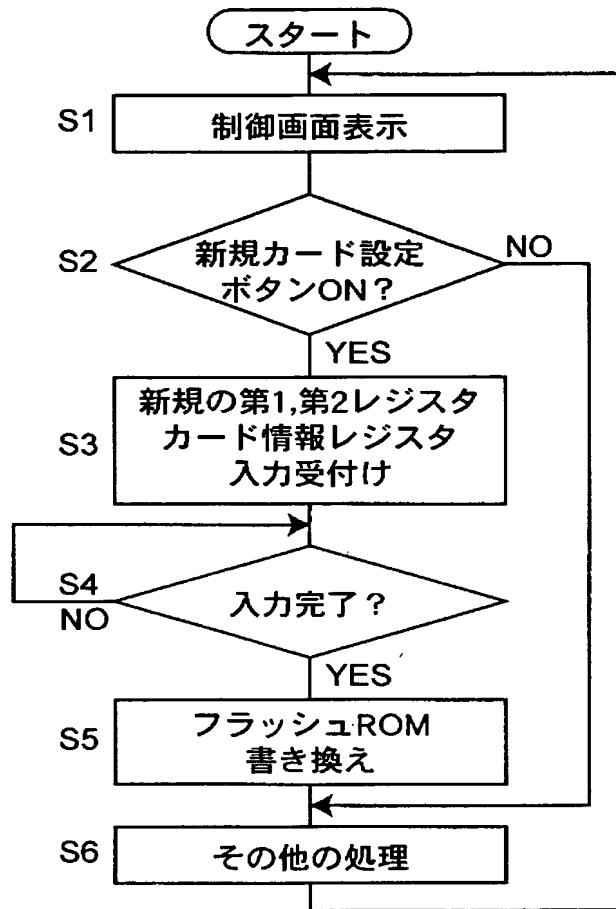 スタート
S1
制御画面表示
S2
新規カード設定
ボタンON?
NO
YES
S3
新規の第1,第2レジスタ
カード情報レジスタ
入力受付け
S4
NO
入力完了?
YES
S5
フラッシュROM
書き換え
S6
その他の処理